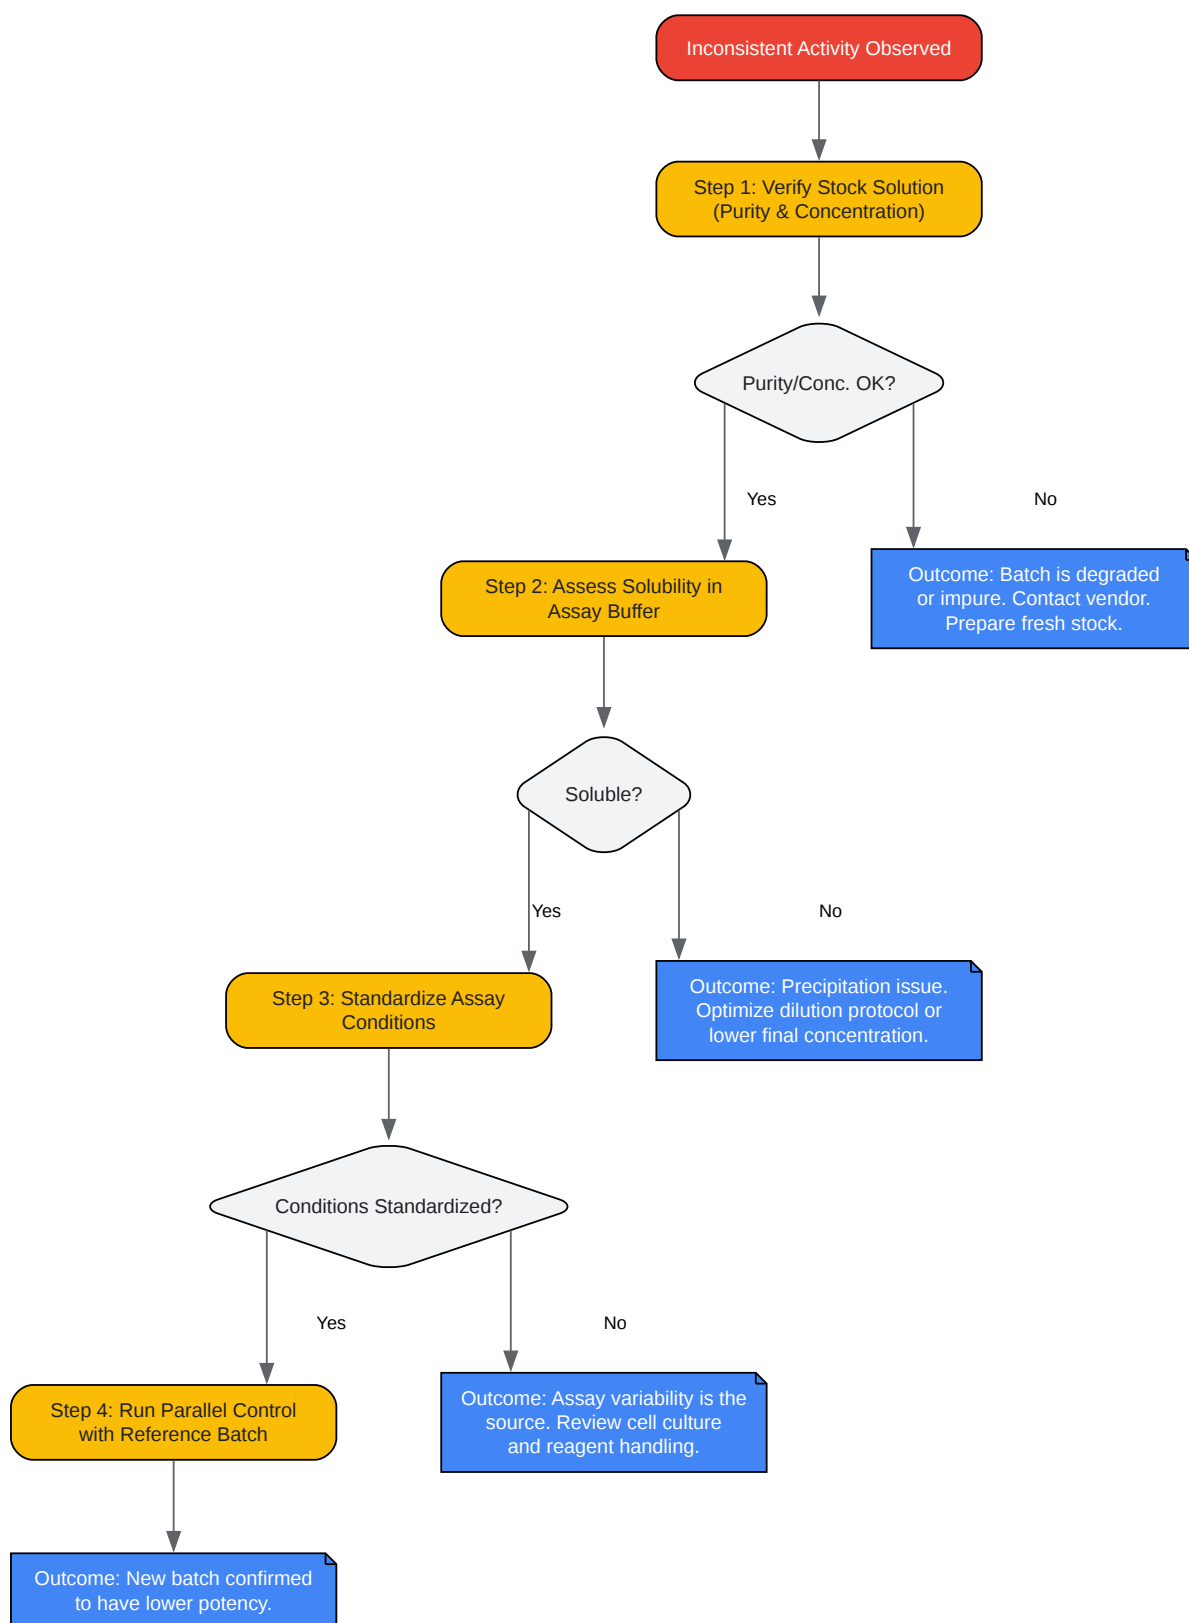 Inconsistent Activity Observed
Step 1: Verify Stock Solution
(Purity & Concentration)
Purity/Conc. OK?
Yes
No
Step 2: Assess Solubility in
Assay Buffer
Outcome: Batch is degraded
or impure. Contact vendor.
Prepare fresh stock.
Soluble?
Yes
No
Step 3: Standardize Assay
Conditions
Outcome: Precipitation issue.
Optimize dilution protocol or
lower final concentration.
Conditions Standardized?
Yes
No
Step 4: Run Parallel Control
with Reference Batch
Outcome: Assay variability is the
source. Review cell culture
and reagent handling.
Outcome: New batch confirmed
to have lower potency.